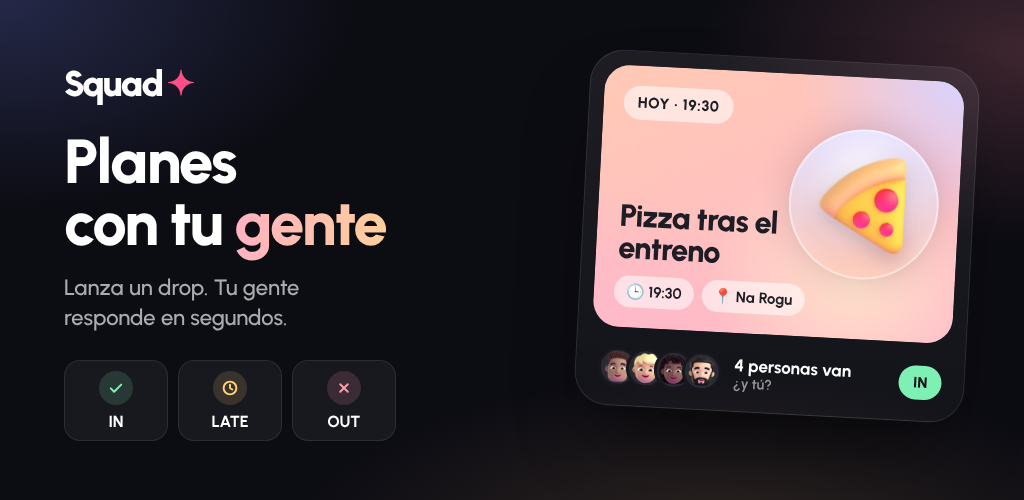 Squad
Planes
con tu gente
Lanza un drop. Tu gente
responde en segundos.
IN
LATE
OUT
HOY · 19:30
Pizza tras el
entreno
🕒 19:30
📍 Na Rogu
4 personas van
¿y tú?
IN